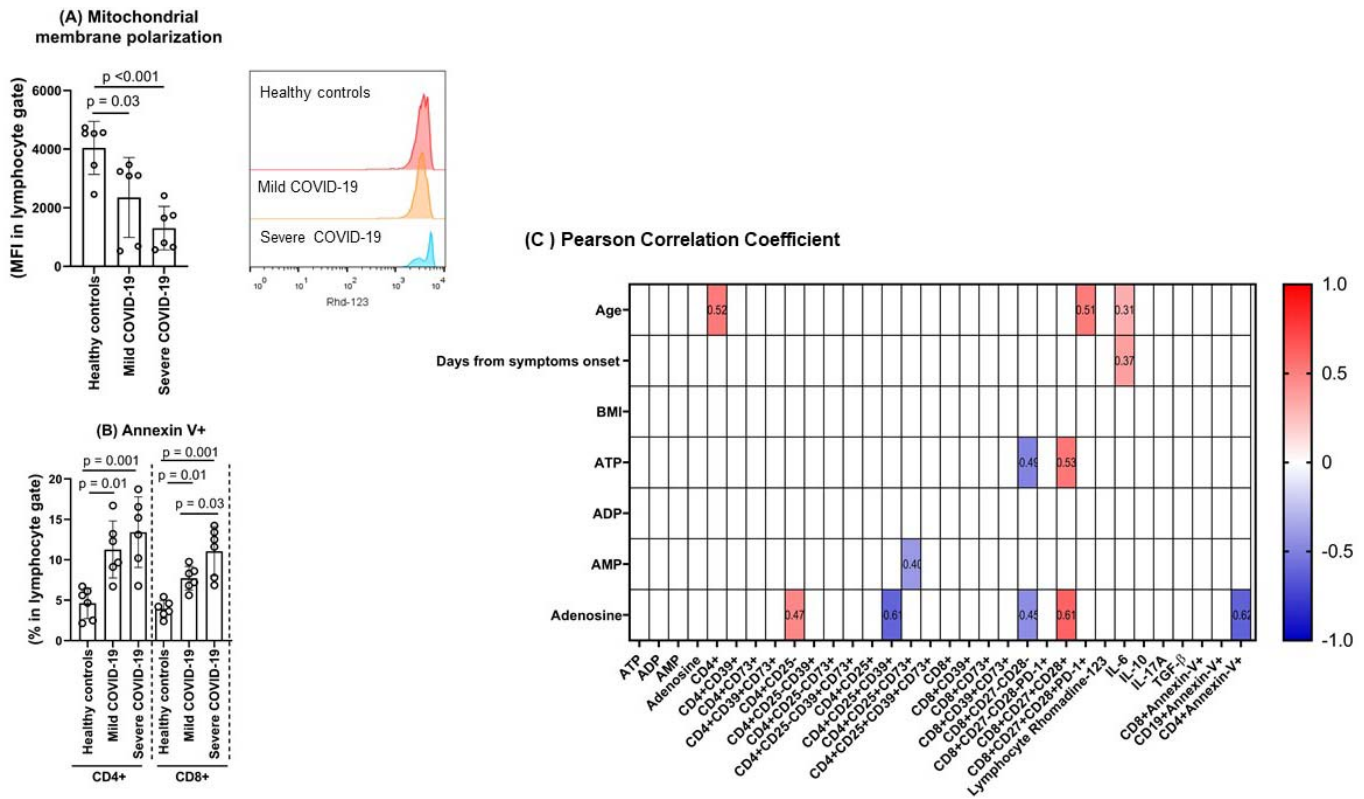 (A) Mitochondrial
membrane polarization
(MFI in lymphocyte gate)
p <0.001
p = 0.03
6000
4000
2000
0
Healthy controls
Mild COVID-19
Severe COVID-19
Healthy controls
Mild COVID-19
Severe COVID-19
10⁰ 10¹ 10² 10³ 10⁴
Rhd-123
(B) Annexin V+
(% in lymphocyte gate)
p = 0.001
p = 0.01
p = 0.001
p = 0.01
p = 0.03
20
15
10
5
0
Healthy controls
Mild COVID-19
Severe COVID-19
Healthy controls
Mild COVID-19
Severe COVID-19
CD4+
CD8+
(C ) Pearson Correlation Coefficient
Age
0.52
0.51
0.31
Days from symptoms onset
0.37
BMI
ATP
0.49
0.53
ADP
AMP
0.40
Adenosine
0.47
0.61
0.45
0.61
0.62
1.0
0.5
0
-0.5
-1.0
ATP
ADP
AMP
Adenosine
CD4+
CD4+CD39+
CD4+CD73+
CD4+CD39+CD73+
CD4+CD25-
CD4+CD25-CD39+
CD4+CD25-CD73+
CD4+CD25-CD39+CD73+
CD4+CD25+
CD4+CD25+CD39+
CD4+CD25+CD73+
CD4+CD25+CD39+CD73+
CD8+
CD8+CD39+
CD8+CD73+
CD8+CD39+CD73+
CD8+CD27-CD28-
CD8+CD27-CD28-PD-1+
CD8+CD27+CD28+
CD8+CD27+CD28+PD-1+
Lymphocyte Rhomadine-123
IL-6
IL-10
IL-17A
TGF-β
CD8+Annexin-V+
CD19+Annexin-V+
CD4+Annexin-V+